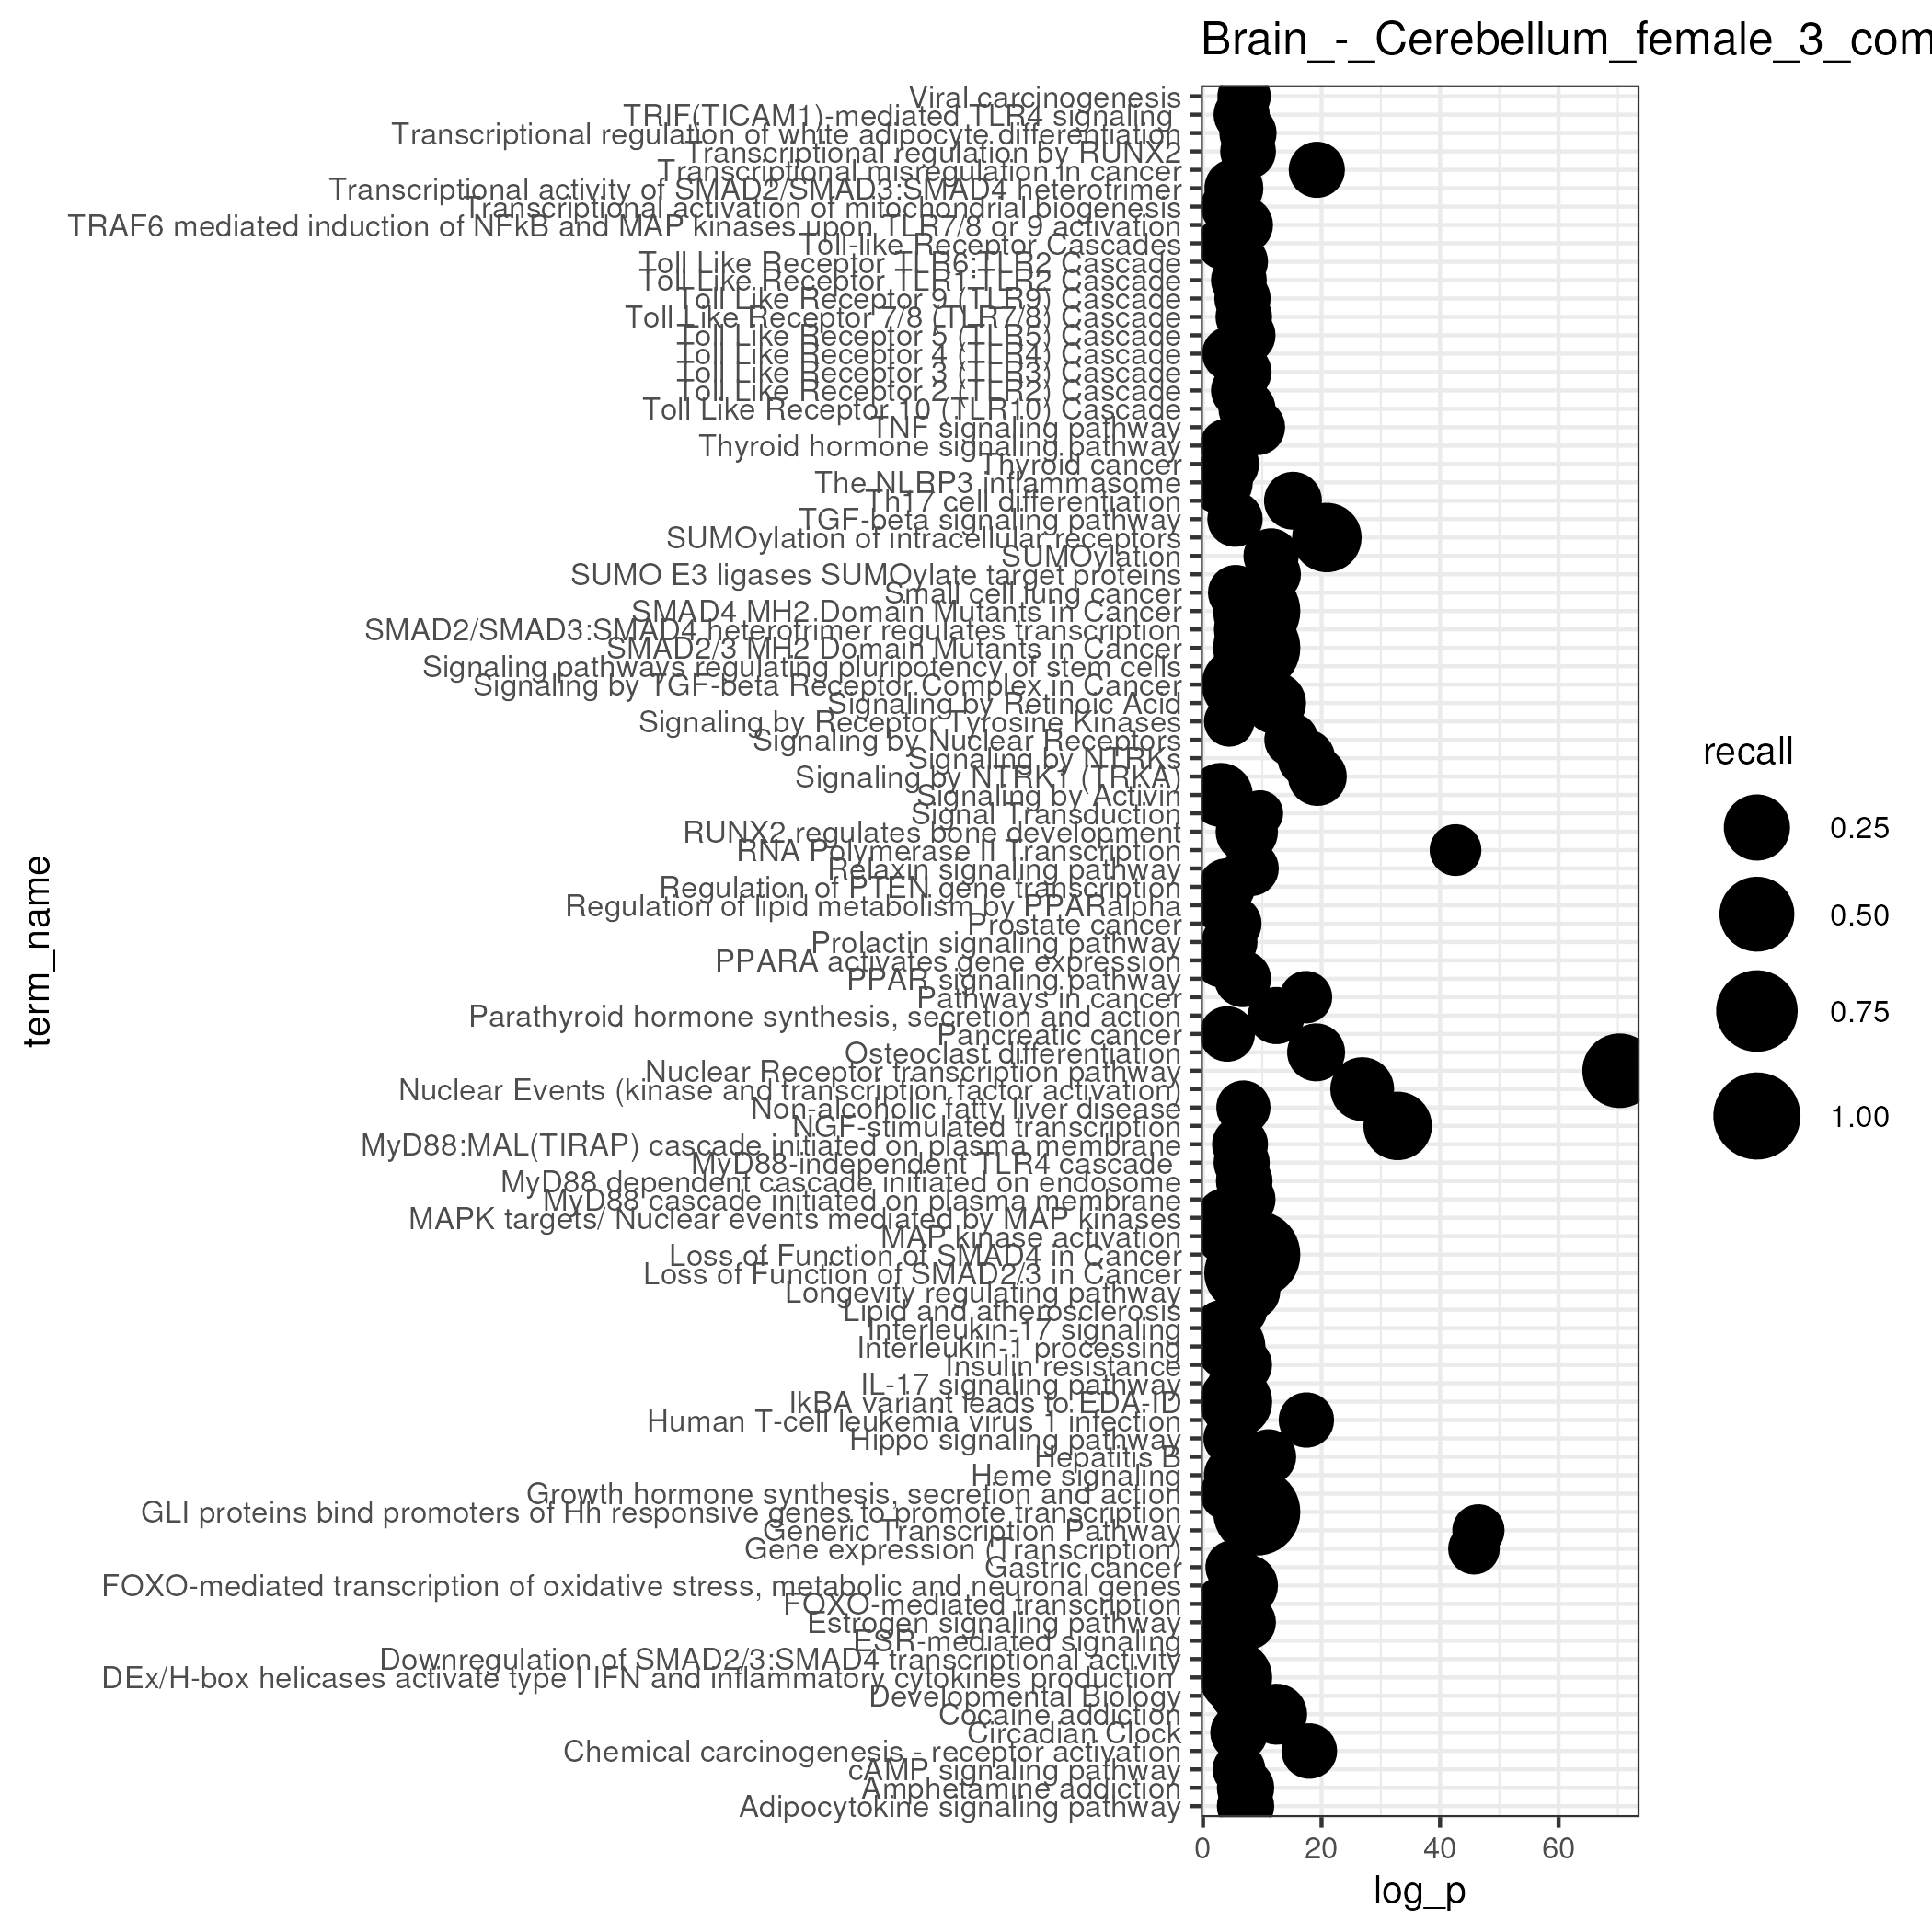 Brain_-_Cerebellum_female_3_com
Viral carcinogenesis
TRIF(TICAM1)-mediated TLR4 signaling
Transcriptional regulation of white adipocyte differentiation
Transcriptional regulation by RUNX2
Transcriptional misregulation in cancer
Transcriptional activity of SMAD2/SMAD3:SMAD4 heterotrimer
Transcriptional activation of mitochondrial biogenesis
TRAF6 mediated induction of NFkB and MAP kinases upon TLR7/8 or 9 activation
Toll-like Receptor Cascades
Toll Like Receptor TLR6:TLR2 Cascade
Toll Like Receptor TLR1:TLR2 Cascade
Toll Like Receptor 9 (TLR9) Cascade
Toll Like Receptor 7/8 (TLR7/8) Cascade
Toll Like Receptor 5 (TLR5) Cascade
Toll Like Receptor 4 (TLR4) Cascade
Toll Like Receptor 3 (TLR3) Cascade
Toll Like Receptor 2 (TLR2) Cascade
Toll Like Receptor 10 (TLR10) Cascade
TNF signaling pathway
Thyroid hormone signaling pathway
Thyroid cancer
The NLRP3 inflammasome
Th17 cell differentiation
TGF-beta signaling pathway
SUMOylation of intracellular receptors
SUMOylation
SUMO E3 ligases SUMOylate target proteins
Small cell lung cancer
SMAD4 MH2 Domain Mutants in Cancer
SMAD2/SMAD3:SMAD4 heterotrimer regulates transcription
SMAD2/3 MH2 Domain Mutants in Cancer
Signaling pathways regulating pluripotency of stem cells
Signaling by TGF-beta Receptor Complex in Cancer
Signaling by Retinoic Acid
Signaling by Receptor Tyrosine Kinases
Signaling by Nuclear Receptors
Signaling by NTRKs
Signaling by NTRK1 (TRKA)
Signaling by Activin
Signal Transduction
RUNX2 regulates bone development
RNA Polymerase II Transcription
Relaxin signaling pathway
Regulation of PTEN gene transcription
Regulation of lipid metabolism by PPARalpha
Prostate cancer
Prolactin signaling pathway
PPARA activates gene expression
PPAR signaling pathway
Pathways in cancer
Parathyroid hormone synthesis, secretion and action
Pancreatic cancer
Osteoclast differentiation
Nuclear Receptor transcription pathway
Nuclear Events (kinase and transcription factor activation)
Non-alcoholic fatty liver disease
NGF-stimulated transcription
MyD88:MAL(TIRAP) cascade initiated on plasma membrane
MyD88-independent TLR4 cascade
MyD88 dependent cascade initiated on endosome
MyD88 cascade initiated on plasma membrane
MAPK targets/ Nuclear events mediated by MAP kinases
MAP kinase activation
Loss of Function of SMAD4 in Cancer
Loss of Function of SMAD2/3 in Cancer
Longevity regulating pathway
Lipid and atherosclerosis
Interleukin-17 signaling
Interleukin-1 processing
Insulin resistance
IL-17 signaling pathway
IkBA variant leads to EDA-ID
Human T-cell leukemia virus 1 infection
Hippo signaling pathway
Hepatitis B
Heme signaling
Growth hormone synthesis, secretion and action
GLI proteins bind promoters of Hh responsive genes to promote transcription
Generic Transcription Pathway
Gene expression (Transcription)
Gastric cancer
FOXO-mediated transcription of oxidative stress, metabolic and neuronal genes
FOXO-mediated transcription
Estrogen signaling pathway
ESR-mediated signaling
Downregulation of SMAD2/3:SMAD4 transcriptional activity
DEx/H-box helicases activate type I IFN and inflammatory cytokines production
Developmental Biology
Cocaine addiction
Circadian Clock
Chemical carcinogenesis - receptor activation
cAMP signaling pathway
Amphetamine addiction
Adipocytokine signaling pathway
term_name
0 20 40 60
log_p
recall
0.25
0.50
0.75
1.00